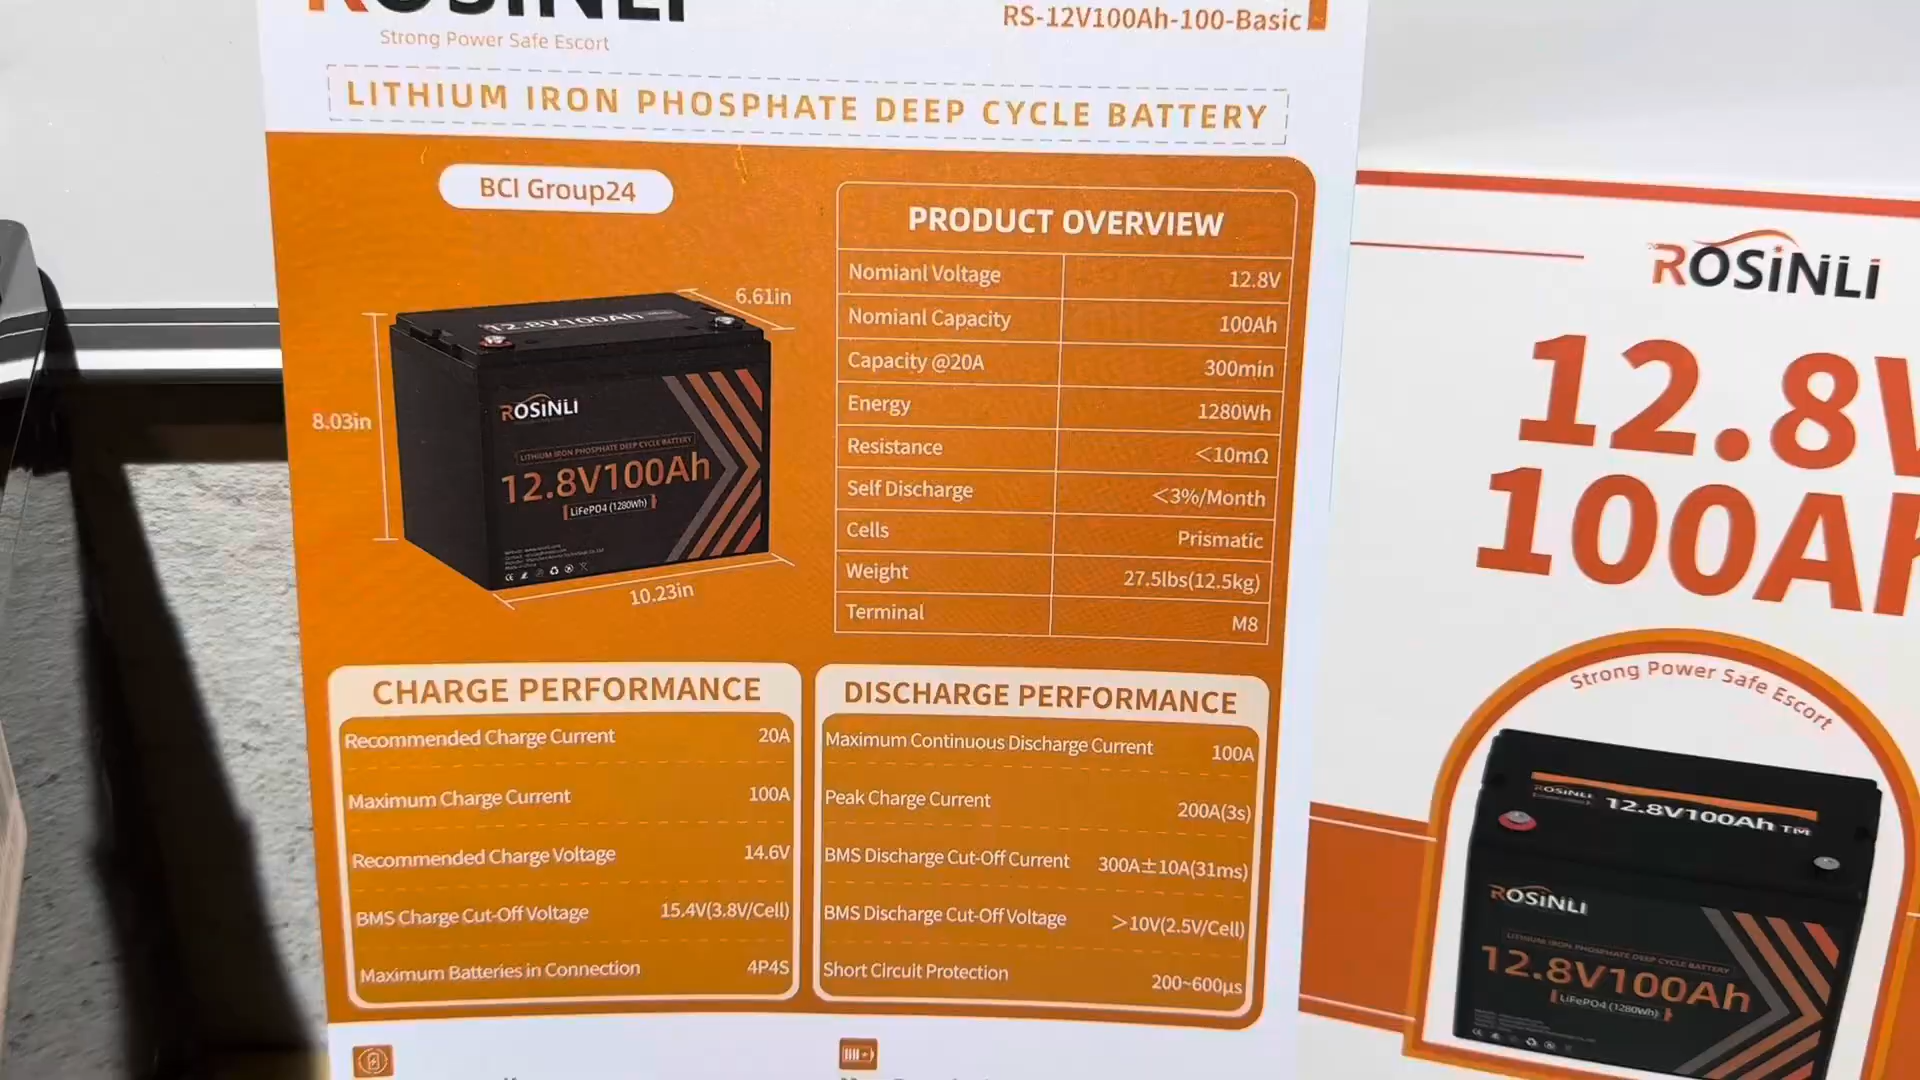 ROSiNLi
Strong Power Safe Escort
RS-12V100Ah-100-Basic
LITHIUM IRON PHOSPHATE DEEP CYCLE BATTERY
BCI Group24
6.61in
8.03in
10.23in
12.8V100Ah
ROSiNLi
LITHIUM IRON PHOSPHATE DEEP CYCLE BATTERY
12.8V100Ah
LiFePO4 (1280Wh)
PRODUCT OVERVIEW
Nomianl Voltage 12.8V
Nomianl Capacity 100Ah
Capacity @20A 300min
Energy 1280Wh
Resistance <10mΩ
Self Discharge <3%/Month
Cells Prismatic
Weight 27.5lbs(12.5kg)
Terminal M8
CHARGE PERFORMANCE
Recommended Charge Current 20A
Maximum Charge Current 100A
Recommended Charge Voltage 14.6V
BMS Charge Cut-Off Voltage 15.4V(3.8V/Cell)
Maximum Batteries in Connection 4P4S
DISCHARGE PERFORMANCE
Maximum Continuous Discharge Current 100A
Peak Charge Current 200A(3s)
BMS Discharge Cut-Off Current 300A±10A(31ms)
BMS Discharge Cut-Off Voltage >10V(2.5V/Cell)
Short Circuit Protection 200~600μs
ROSiNLi
12.8V
100Ah
Strong Power Safe Escort
ROSiNLi 12.8V100Ah TM
ROSiNLi
LITHIUM IRON PHOSPHATE DEEP CYCLE BATTERY
12.8V100Ah
LiFePO4 (1280Wh)